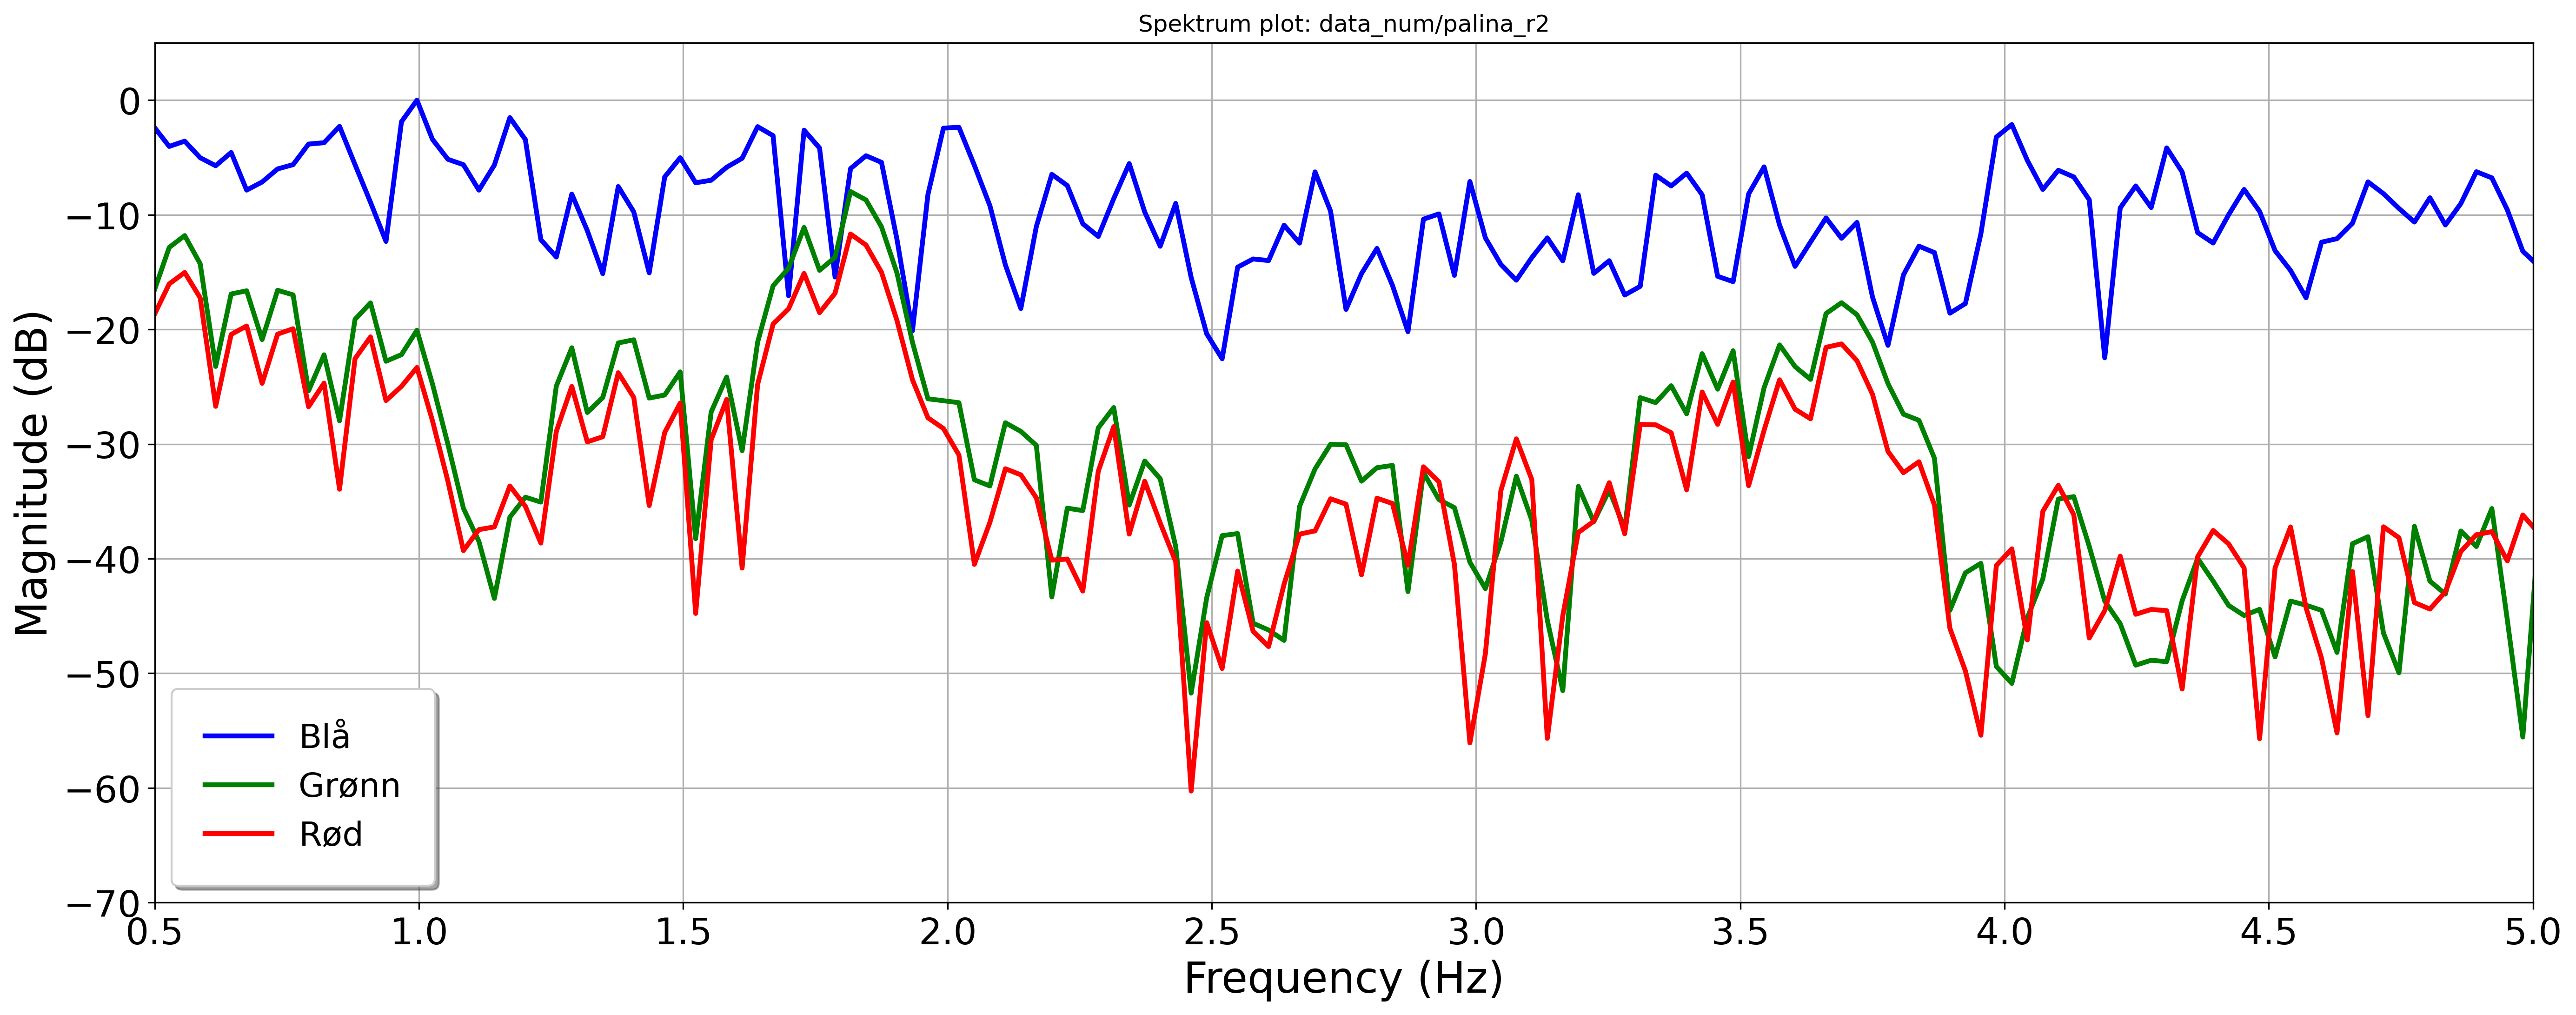 Spektrum plot: data_num/palina_r2
Magnitude (dB)
0
−10
−20
−30
−40
−50
−60
−70
Blå
Grønn
Rød
0.5 1.0 1.5 2.0 2.5 3.0 3.5 4.0 4.5 5.0
Frequency (Hz)